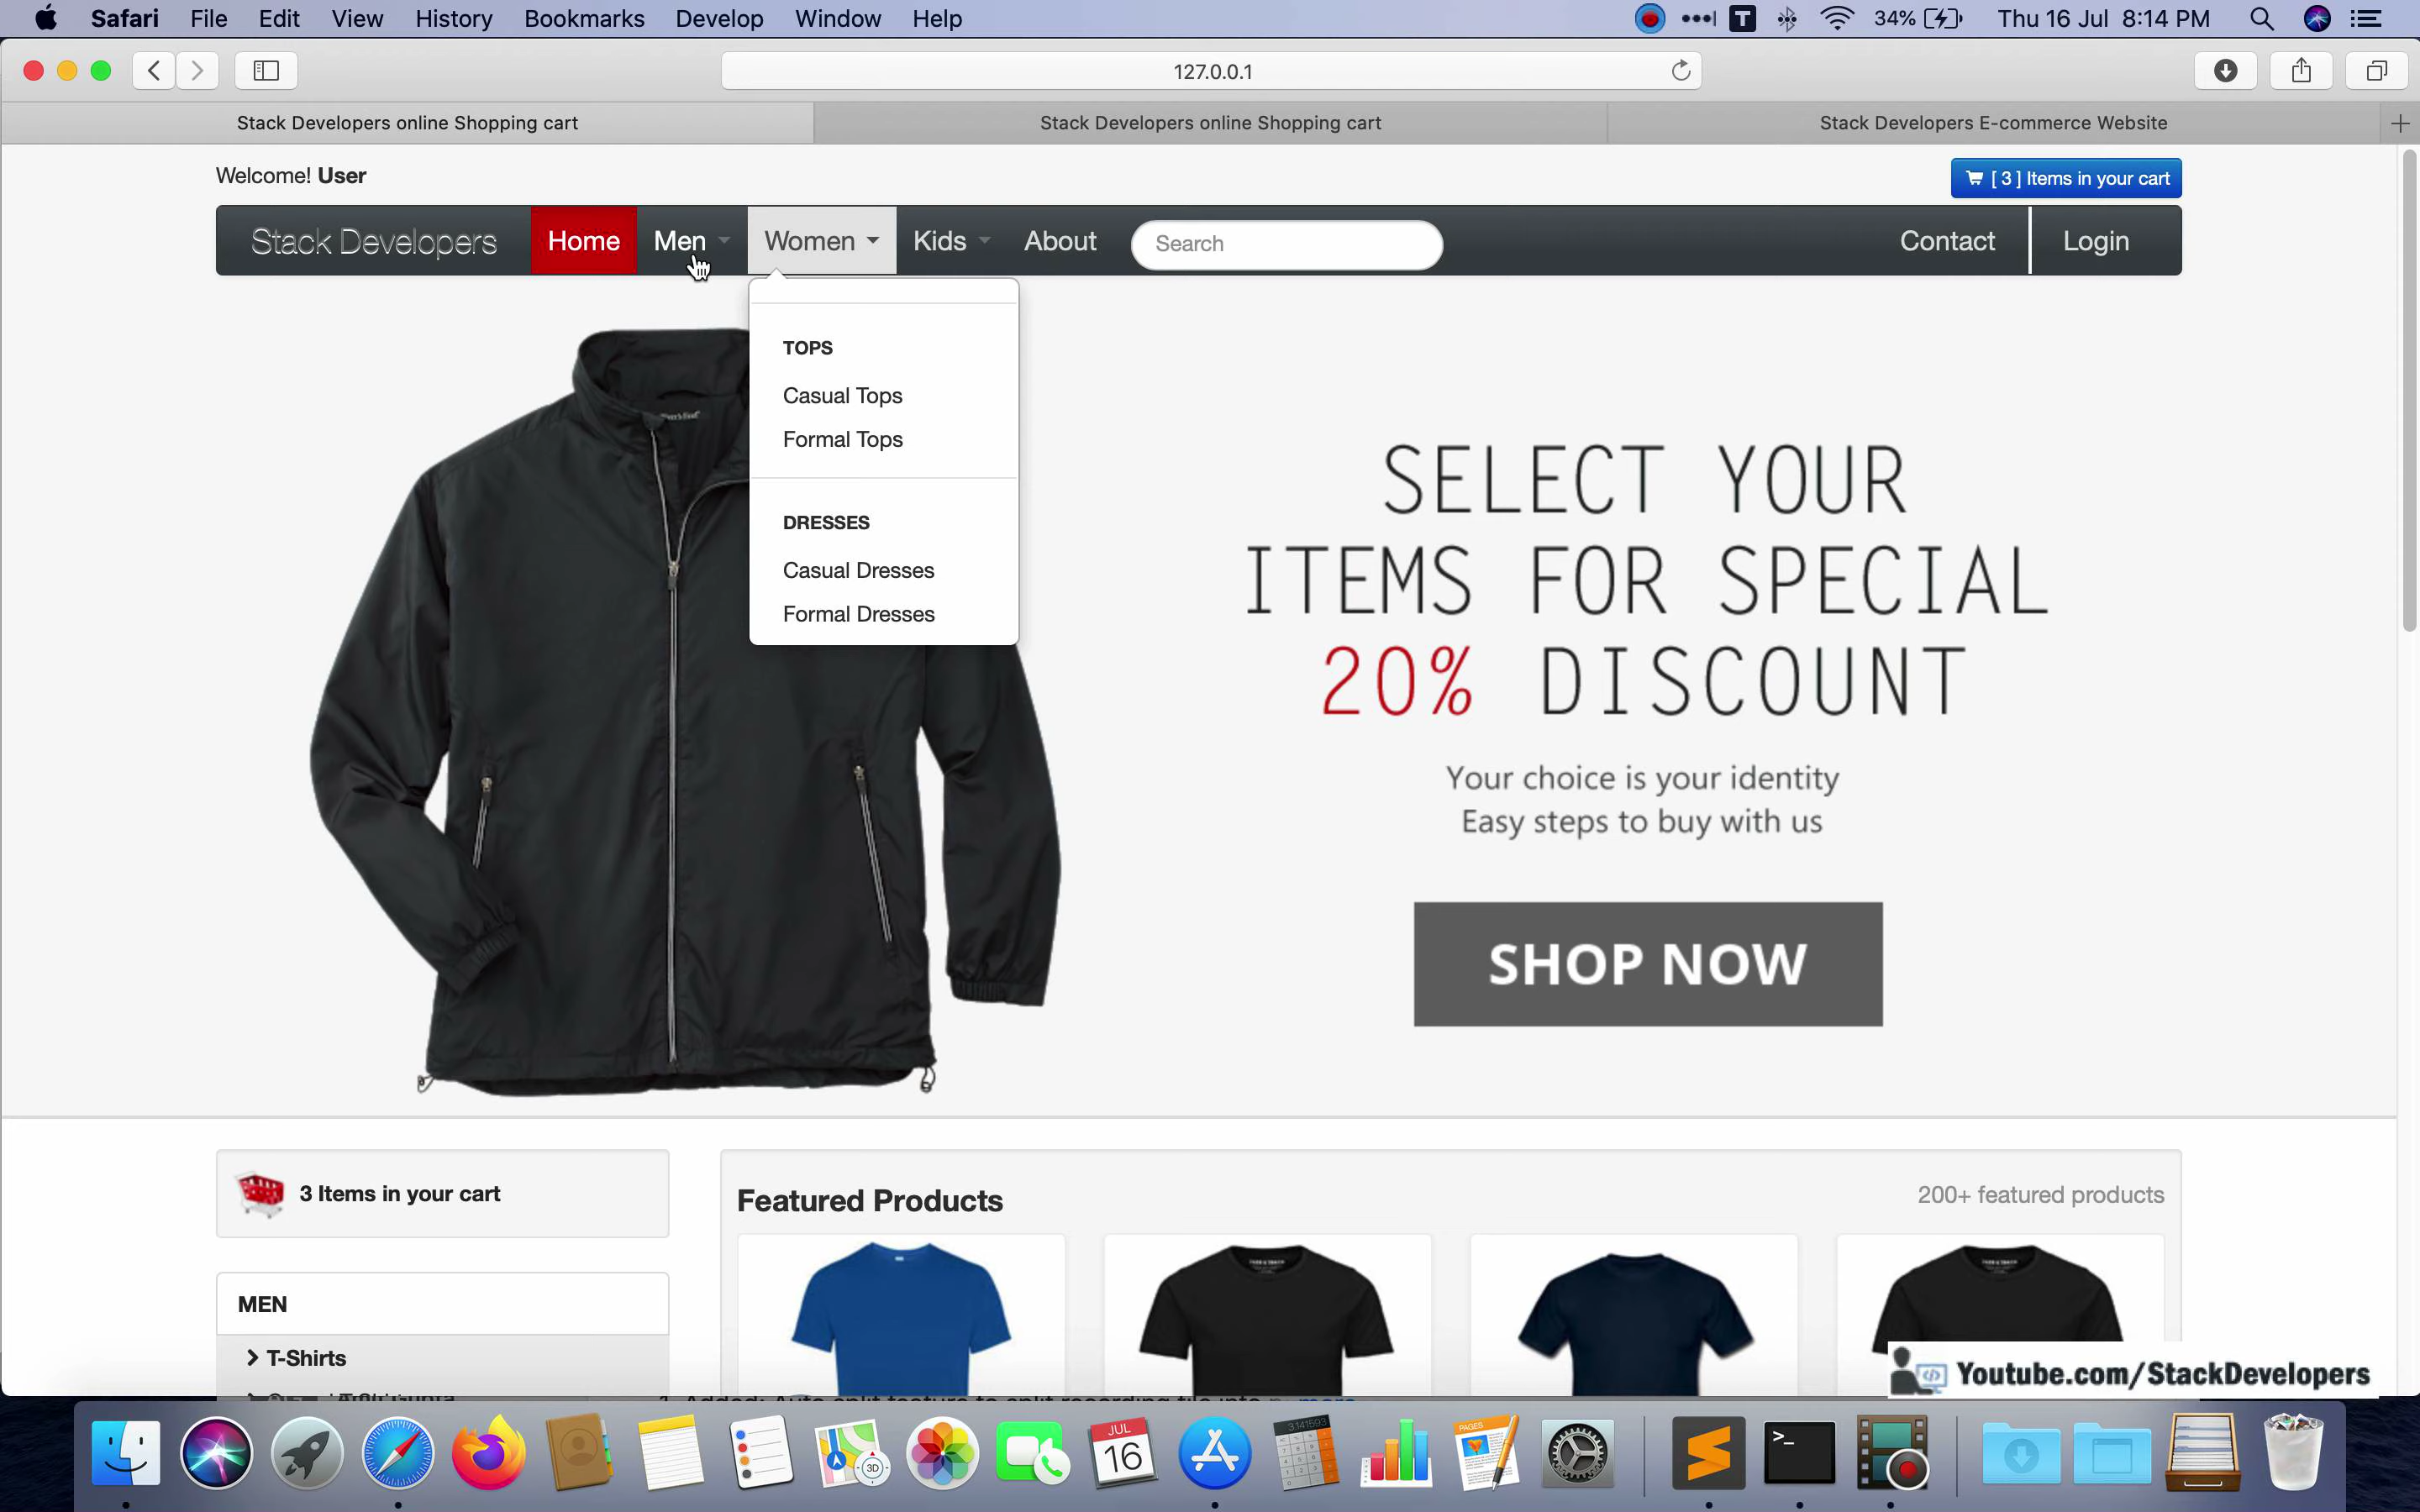 Safari File Edit View History Bookmarks Develop Window Help
T 34% Thu 16 Jul 8:14 PM
127.0.0.1
Stack Developers online Shopping cart
Stack Developers online Shopping cart
Stack Developers E-commerce Website
Welcome! User
[ 3 ] Items in your cart
Stack Developers Home Men Women Kids About Search Contact Login
TOPS
Casual Tops
Formal Tops
DRESSES
Casual Dresses
Formal Dresses
SELECT YOUR
ITEMS FOR SPECIAL
20% DISCOUNT
Your choice is your identity
Easy steps to buy with us
SHOP NOW
3 Items in your cart
Featured Products
200+ featured products
MEN
T-Shirts
Youtube.com/StackDevelopers
JUL
16
3D
3.141593
PAGES
>_